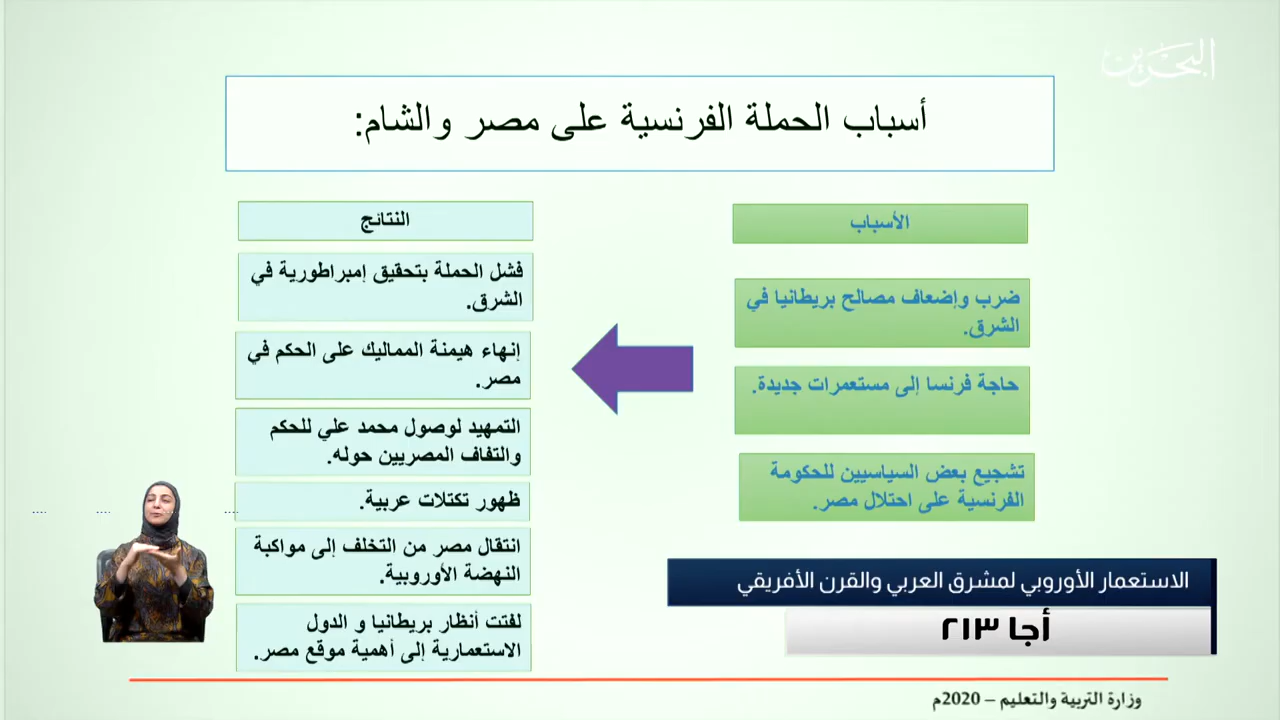 البحرين
أسباب الحملة الفرنسية على مصر والشام:
الأسباب
ضرب وإضعاف مصالح بريطانيا في
الشرق.
حاجة فرنسا إلى مستعمرات جديدة.
تشجيع بعض السياسيين للحكومة
الفرنسية على احتلال مصر.
النتائج
فشل الحملة بتحقيق إمبراطورية في
الشرق.
إنهاء هيمنة المماليك على الحكم في
مصر.
التمهيد لوصول محمد علي للحكم
والتفاف المصريين حوله.
ظهور تكتلات عربية.
انتقال مصر من التخلف إلى مواكبة
النهضة الأوروبية.
لفتت أنظار بريطانيا و الدول
الاستعمارية إلى أهمية موقع مصر.
الاستعمار الأوروبي لمشرق العربي والقرن الأفريقي
أجا ٢١٣
وزارة التربية والتعليم – 2020م